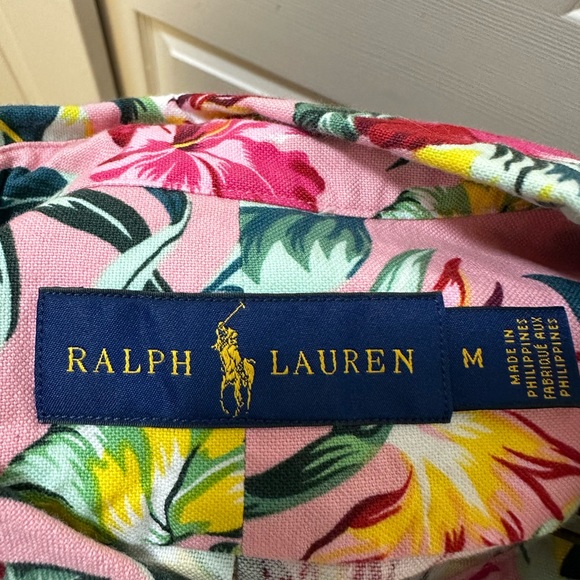 RALPH LAUREN
M
MADE IN
PHILIPPINES
FABRIQUÉ AUX
PHILIPPINES